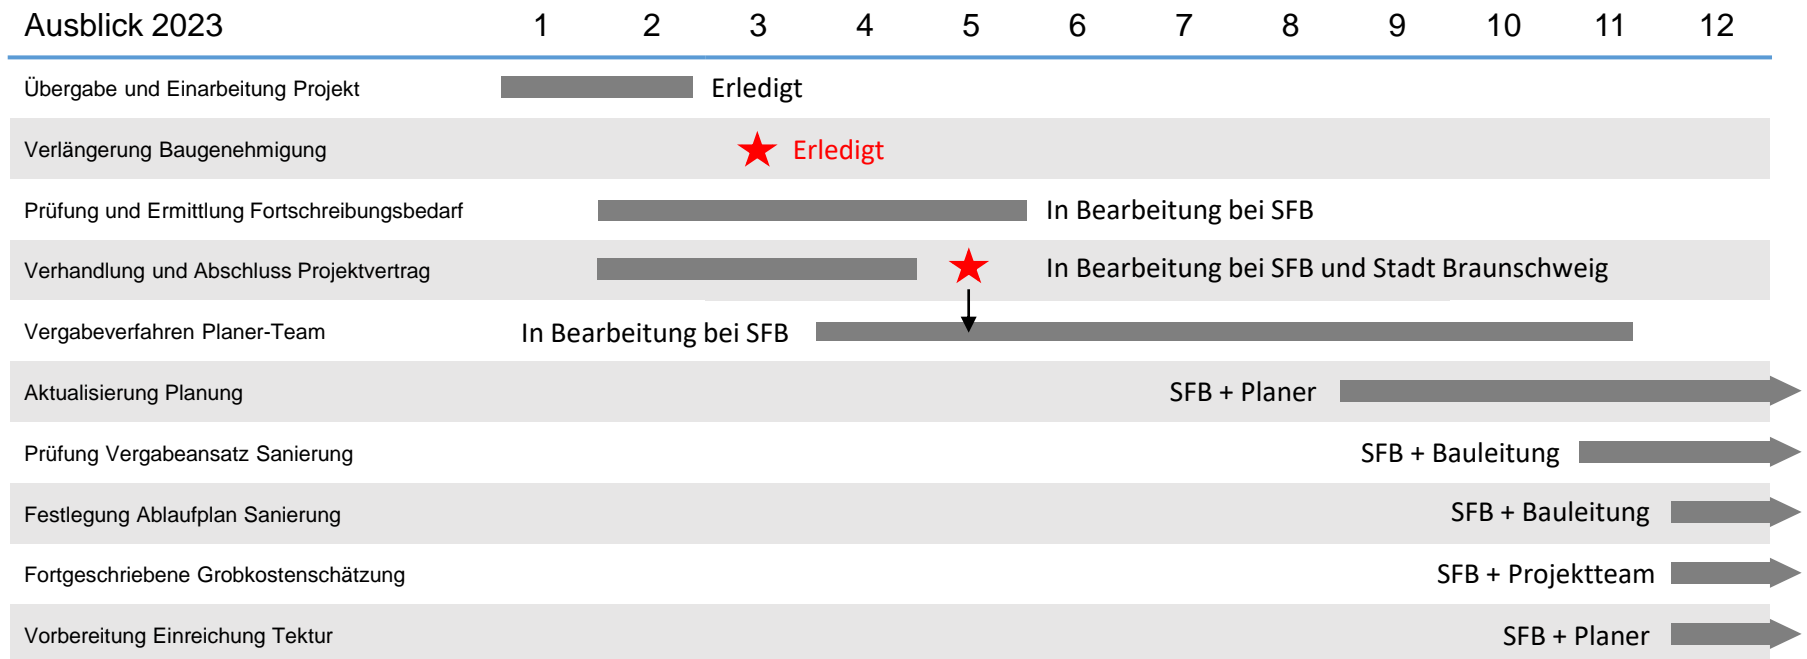 Ausblick 2023 1 2 3 4 5 6 7 8 9 10 11 12
Übergabe und Einarbeitung Projekt Erledigt
Verlängerung Baugenehmigung Erledigt
Prüfung und Ermittlung Fortschreibungsbedarf In Bearbeitung bei SFB
Verhandlung und Abschluss Projektvertrag In Bearbeitung bei SFB und Stadt Braunschweig
Vergabeverfahren Planer-Team In Bearbeitung bei SFB
Aktualisierung Planung SFB + Planer
Prüfung Vergabeansatz Sanierung SFB + Bauleitung
Festlegung Ablaufplan Sanierung SFB + Bauleitung
Fortgeschriebene Grobkostenschätzung SFB + Projektteam
Vorbereitung Einreichung Tektur SFB + Planer